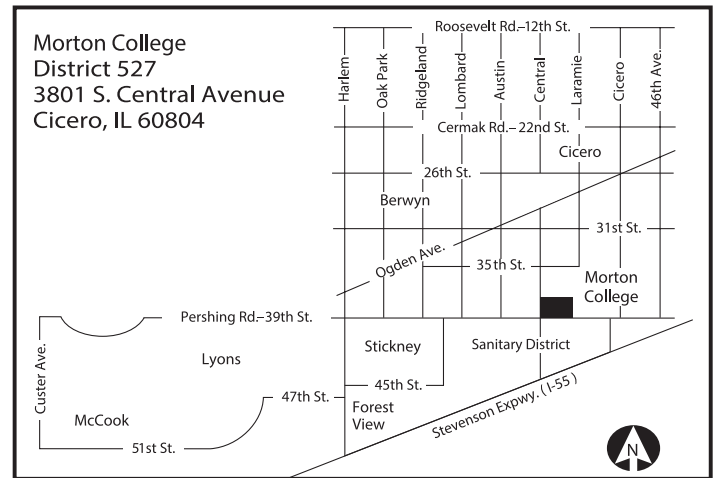 Morton College
District 527
3801 S. Central Avenue
Cicero, IL 60804
Roosevelt Rd.–12th St.
Harlem
Oak Park
Ridgeland
Lombard
Austin
Central
Laramie
Cicero
46th Ave.
Cermak Rd.–22nd St.
Cicero
26th St.
Berwyn
31st St.
Ogden Ave.
35th St.
Morton
College
Pershing Rd.–39th St.
Custer Ave.
Lyons
Stickney
Sanitary District
47th St.
45th St.
Forest
View
Stevenson Expwy. ( I-55 )
McCook
51st St.
N